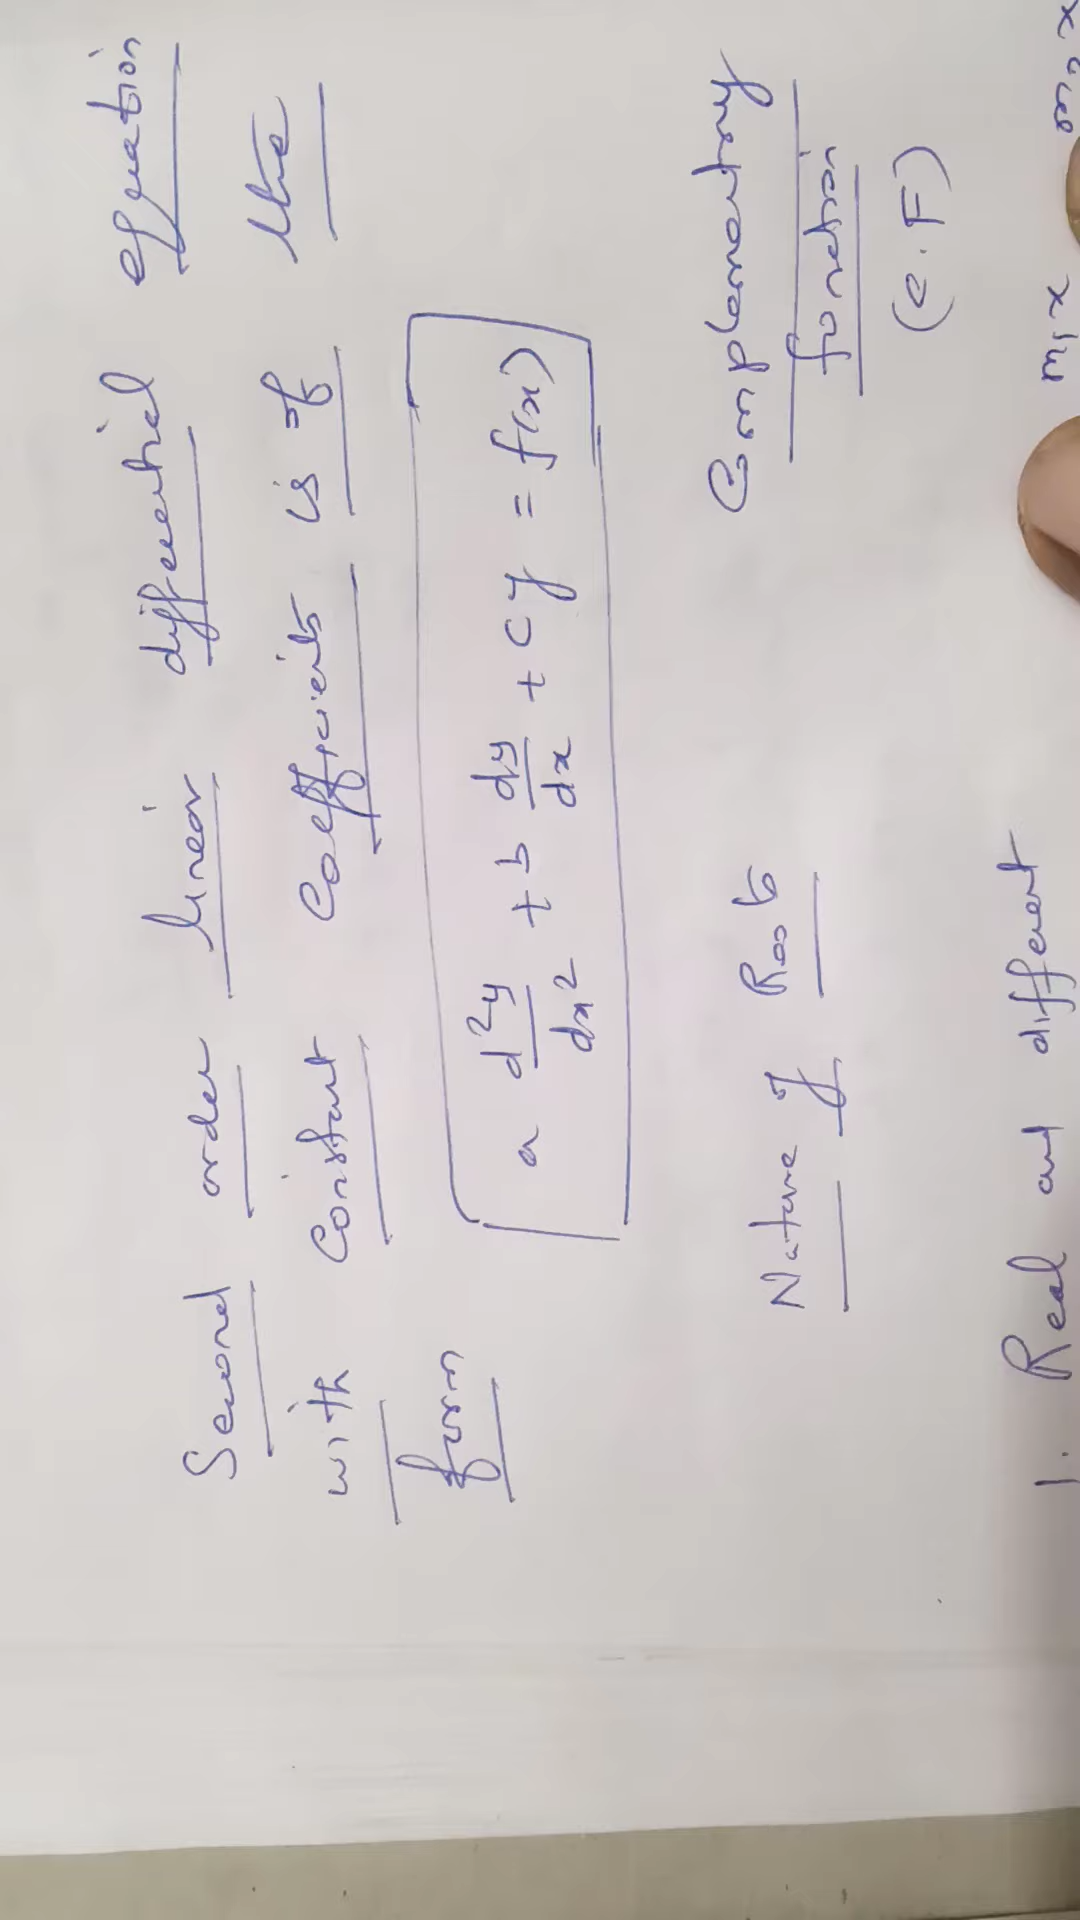 Second order linear differential equation
with Constant Coefficients is of the
form
a d²y/dx² + b dy/dx + cy = f(x)
Nature of Roots Complementary
function
(C.F)
1. Real and different m₁x m₂x